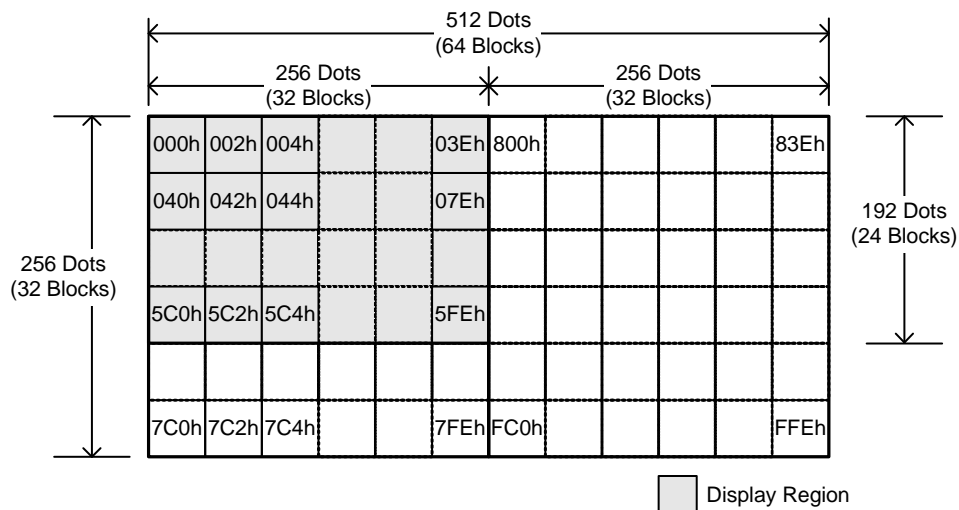 512 Dots
(64 Blocks)
256 Dots
(32 Blocks)
256 Dots
(32 Blocks)
000h 002h 004h 03Eh 800h 83Eh
040h 042h 044h 07Eh
192 Dots
(24 Blocks)
256 Dots
(32 Blocks)
5C0h 5C2h 5C4h 5FEh
7C0h 7C2h 7C4h 7FEh FC0h FFEh
Display Region